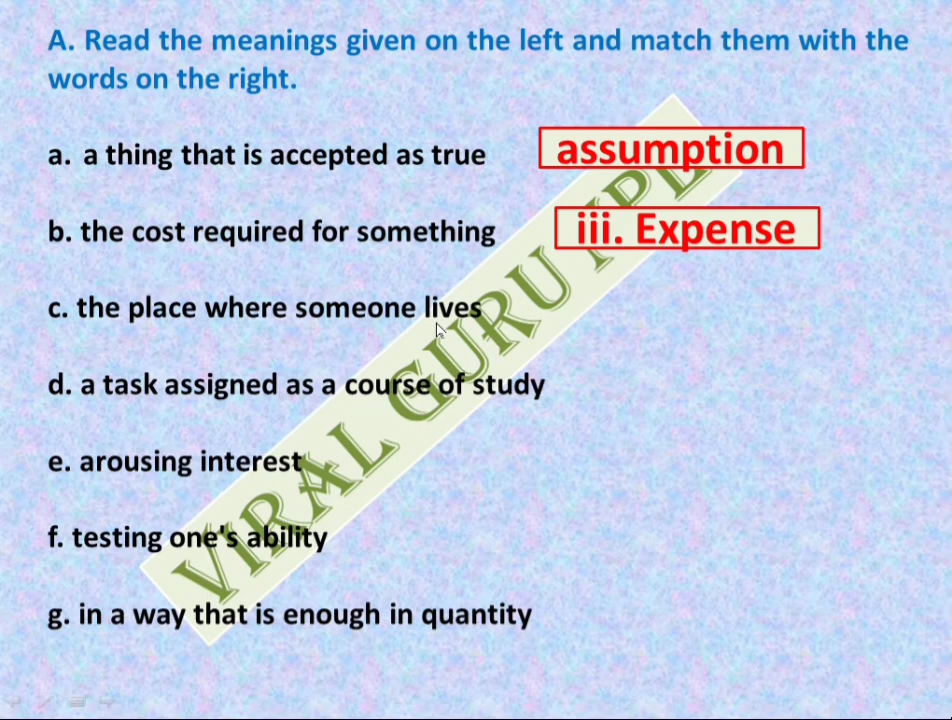 A. Read the meanings given on the left and match them with the
words on the right.
a. a thing that is accepted as true
assumption
b. the cost required for something
iii. Expense
c. the place where someone lives
d. a task assigned as a course of study
e. arousing interest
f. testing one's ability
g. in a way that is enough in quantity
VIRAL GURU